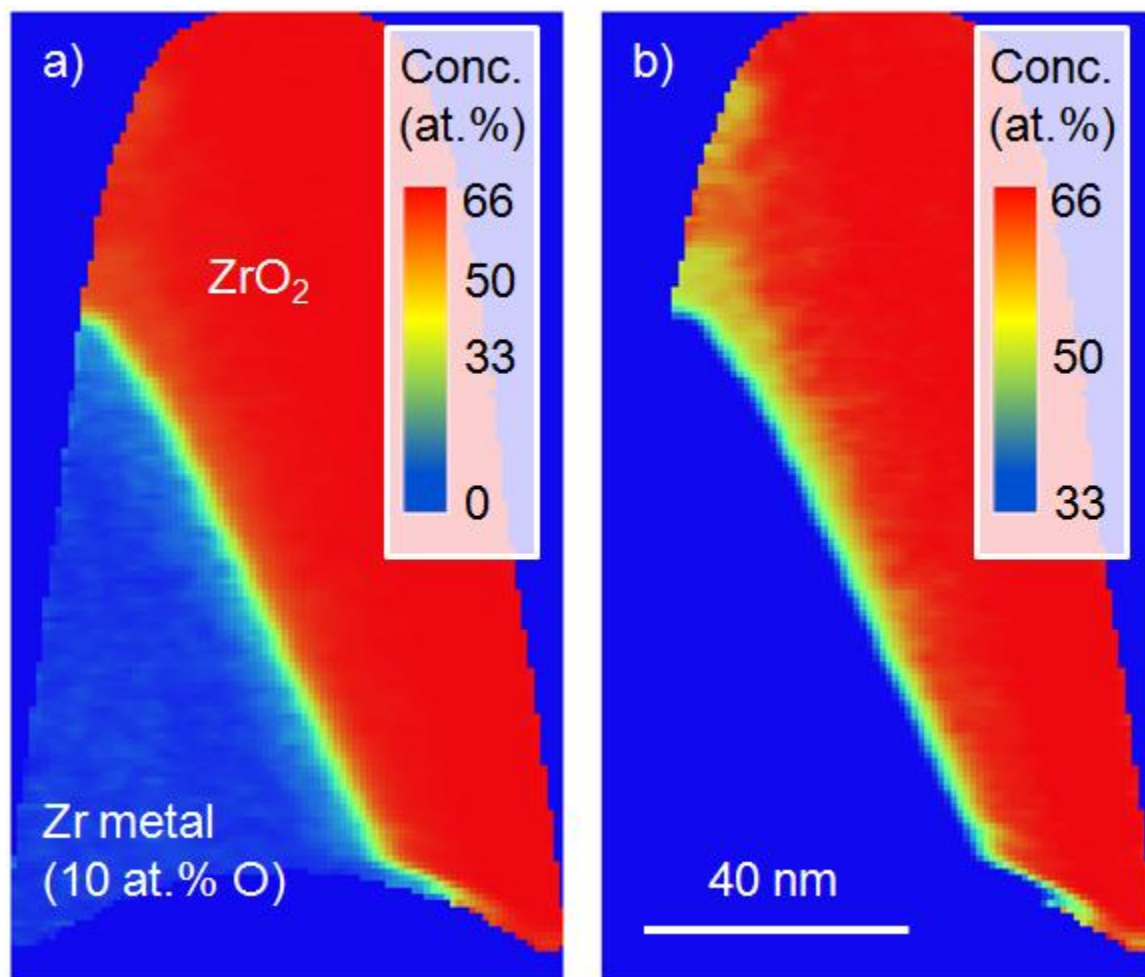 a)
Conc.
(at.%)
66
50
33
0
ZrO₂
Zr metal
(10 at.% O)
b)
Conc.
(at.%)
66
50
33
40 nm